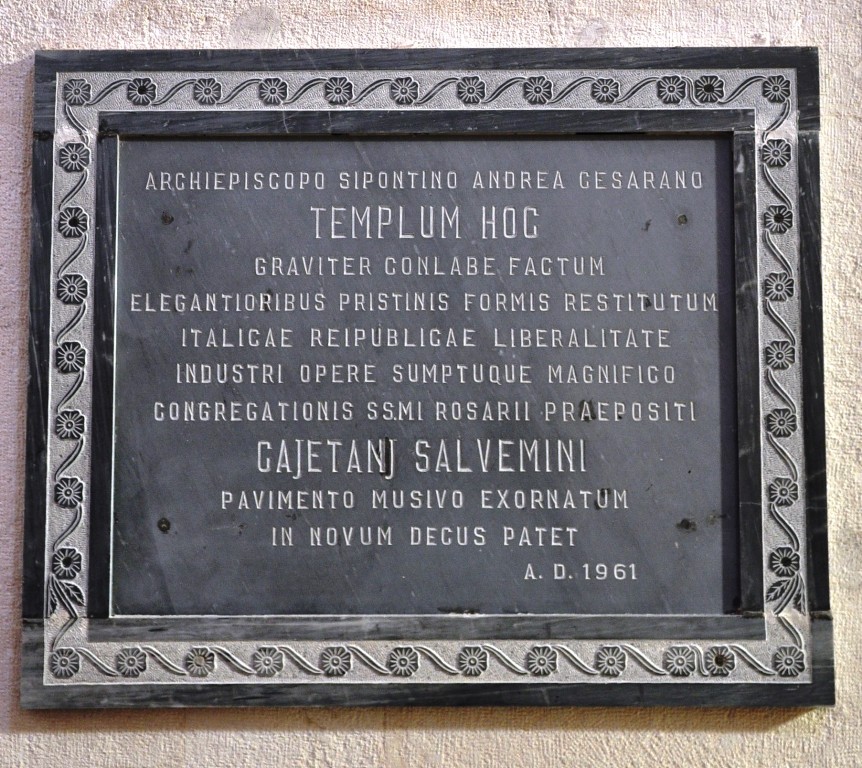 ARCHIEPISCOPO SIPONTINO ANDREA CESARANO
TEMPLUM HOC
GRAVITER CONLABE FACTUM
ELEGANTIORIBUS PRISTINIS FORMIS RESTITUTUM
ITALICAE REIPUBLICAE LIBERALITATE
INDUSTRI OPERE SUMPTUQUE MAGNIFICO
CONGREGATIONIS SS.MI ROSARII PRAEPOSITI
CAJETANJ SALVEMINI
PAVIMENTO MUSIVO EXORNATUM
IN NOVUM DECUS PATET
A. D. 1961